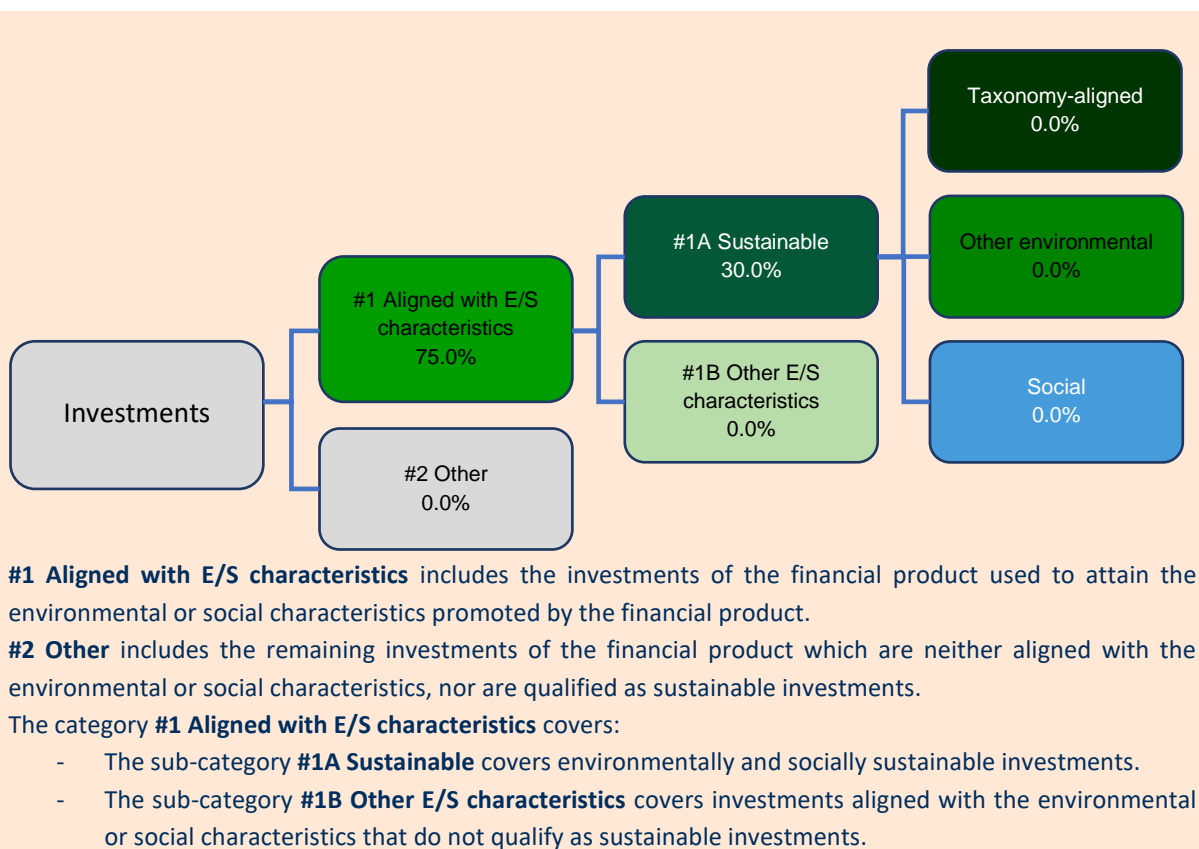 Taxonomy-aligned
0.0%
#1A Sustainable
30.0%
Other environmental
0.0%
#1 Aligned with E/S
characteristics
75.0%
Investments
#1B Other E/S
characteristics
0.0%
Social
0.0%
#2 Other
0.0%
#1 Aligned with E/S characteristics includes the investments of the financial product used to attain the
environmental or social characteristics promoted by the financial product.
#2 Other includes the remaining investments of the financial product which are neither aligned with the
environmental or social characteristics, nor are qualified as sustainable investments.
The category #1 Aligned with E/S characteristics covers:
- The sub-category #1A Sustainable covers environmentally and socially sustainable investments.
- The sub-category #1B Other E/S characteristics covers investments aligned with the environmental
or social characteristics that do not qualify as sustainable investments.